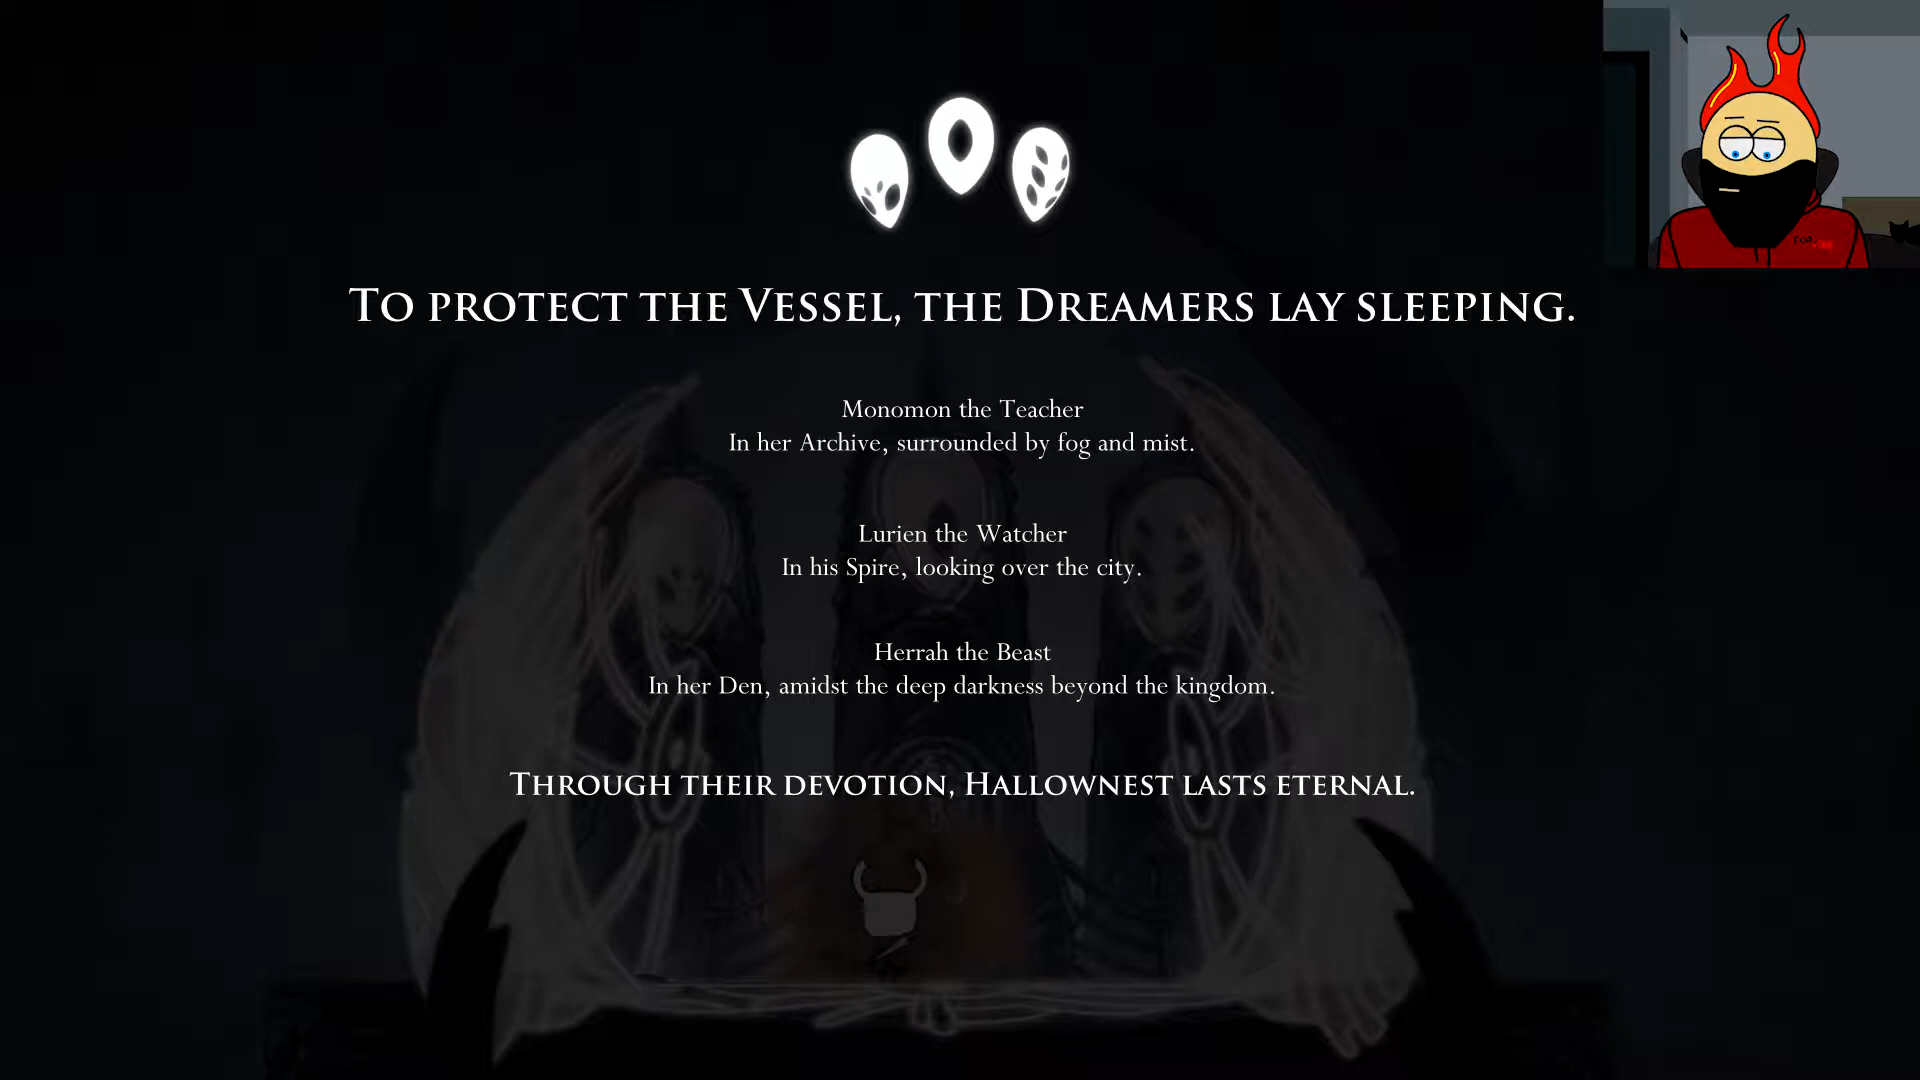 To protect the Vessel, the Dreamers lay sleeping.
Monomon the Teacher
In her Archive, surrounded by fog and mist.
Lurien the Watcher
In his Spire, looking over the city.
Herrah the Beast
In her Den, amidst the deep darkness beyond the kingdom.
Through their devotion, Hallownest lasts eternal.